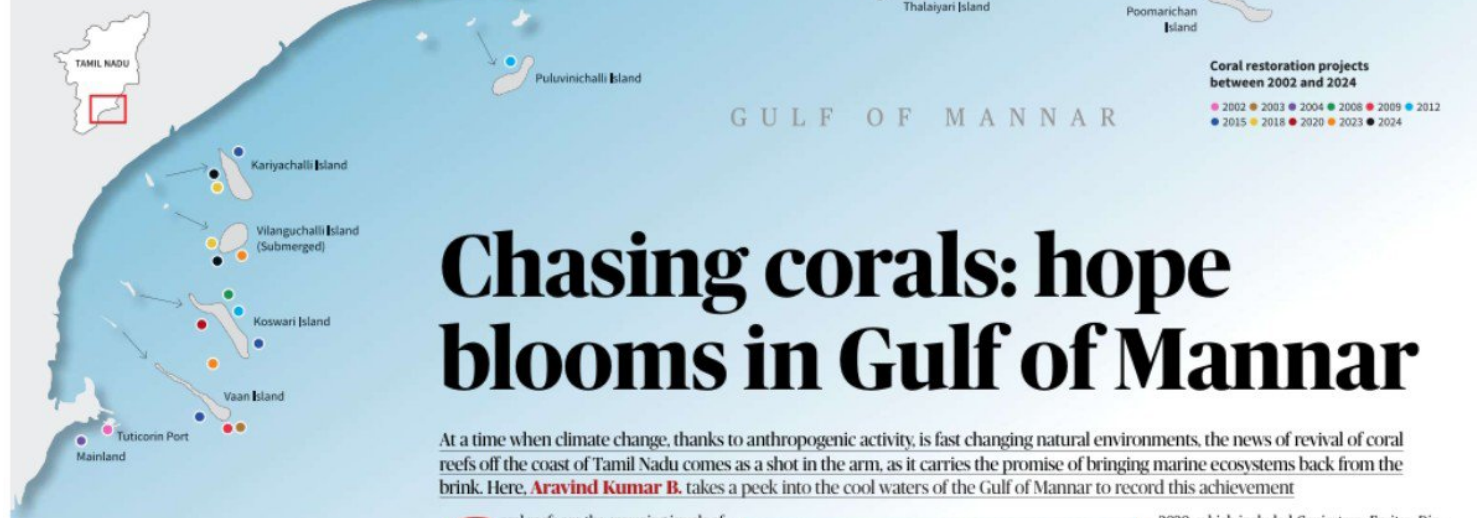 Thalaiyari Island
Poomarichan
Island
TAMIL NADU
Puluvinichalli Island
Coral restoration projects
between 2002 and 2024
2002 2003 2004 2008 2009 2012
2015 2018 2020 2023 2024
GULF OF MANNAR
Kariyachalli Island
Vilanguchalli Island
(Submerged)
Koswari Island
Vaan Island
Tuticorin Port
Mainland
Chasing corals: hope
blooms in Gulf of Mannar
At a time when climate change, thanks to anthropogenic activity, is fast changing natural environments, the news of revival of coral
reefs off the coast of Tamil Nadu comes as a shot in the arm, as it carries the promise of bringing marine ecosystems back from the
brink. Here, Aravind Kumar B. takes a peek into the cool waters of the Gulf of Mannar to record this achievement